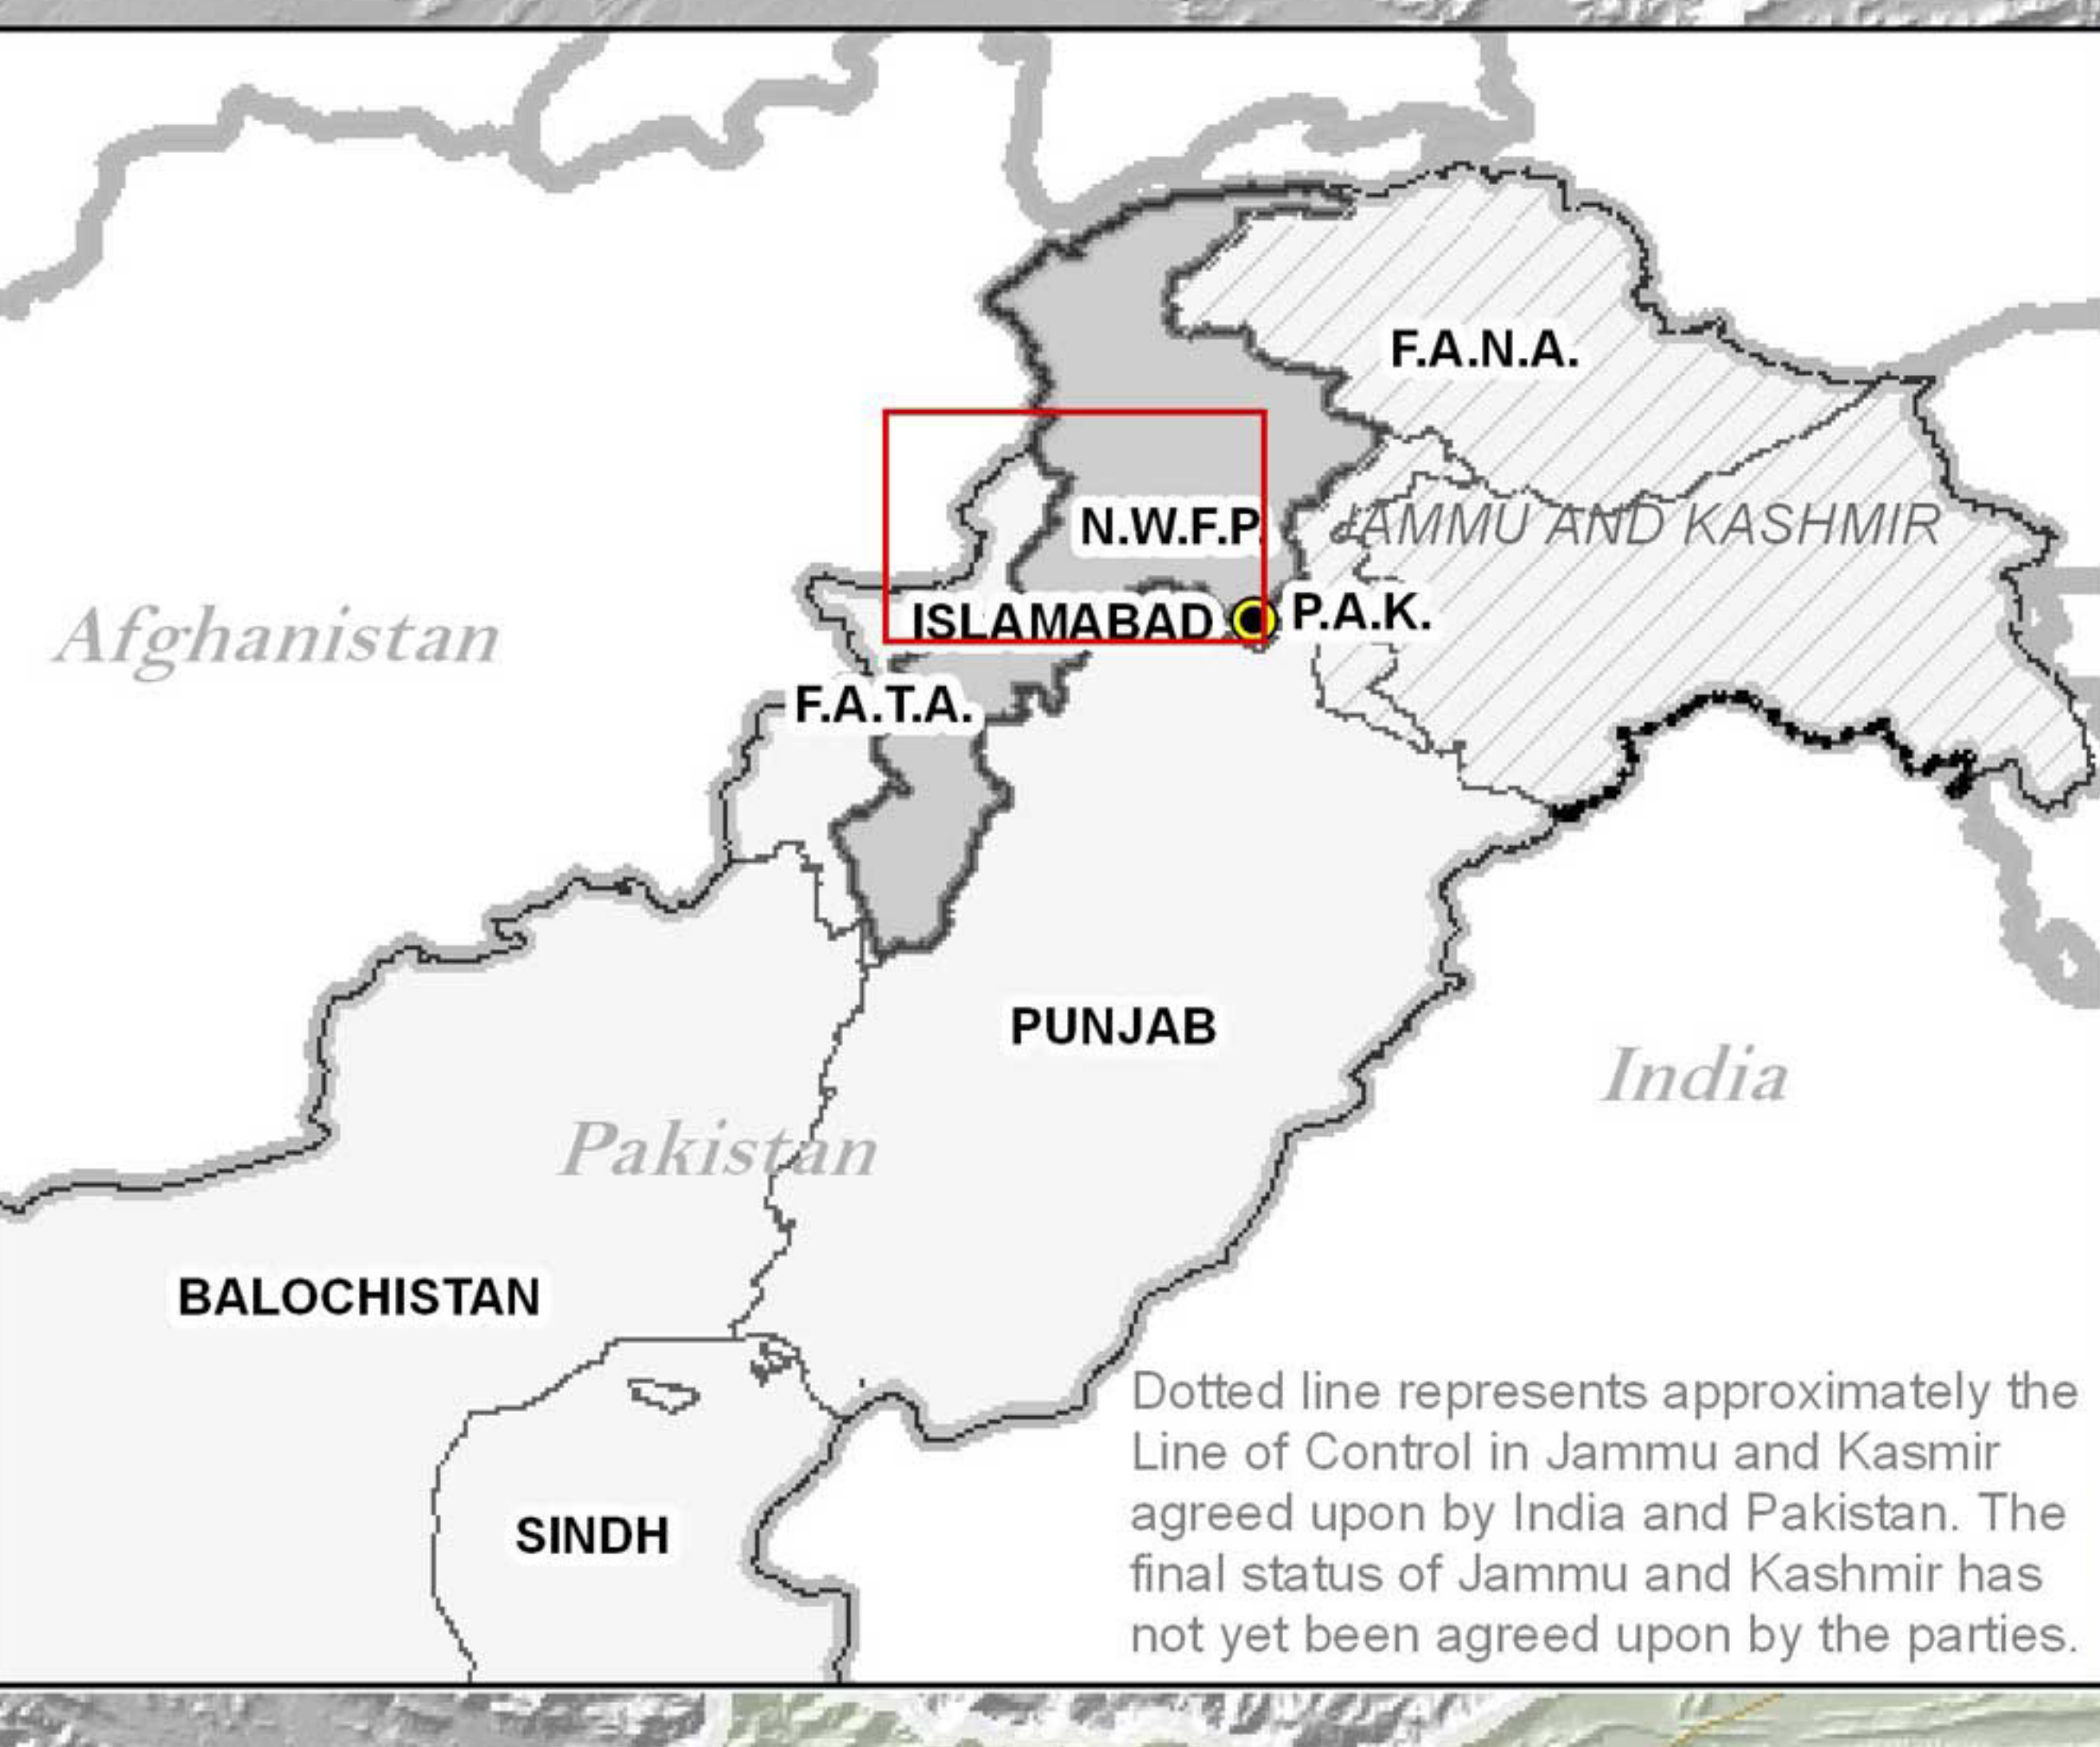 F.A.N.A.
JAMMU AND KASHMIR
N.W.F.P.
Afghanistan
ISLAMABAD
P.A.K.
F.A.T.A.
PUNJAB
India
Pakistan
BALOCHISTAN
SINDH
Dotted line represents approximately the
Line of Control in Jammu and Kasmir
agreed upon by India and Pakistan. The
final status of Jammu and Kashmir has
not yet been agreed upon by the parties.